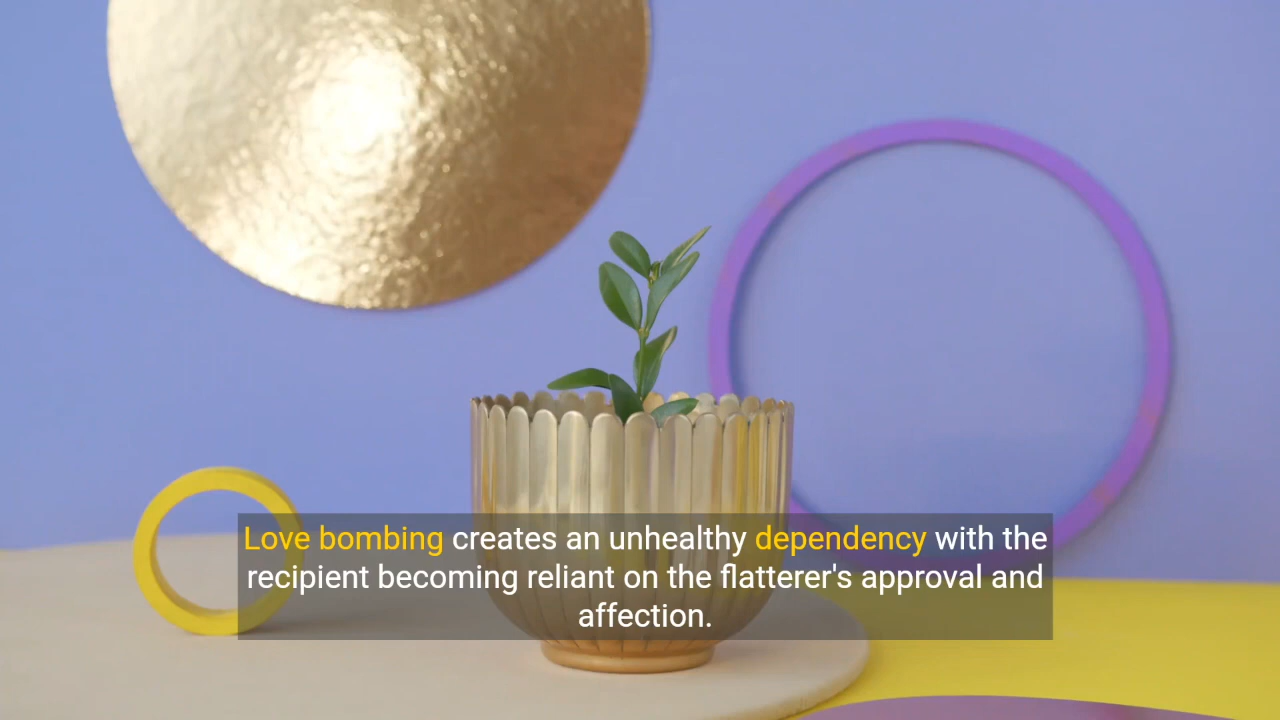 Love bombing creates an unhealthy dependency with the
recipient becoming reliant on the flatterer's approval and
affection.